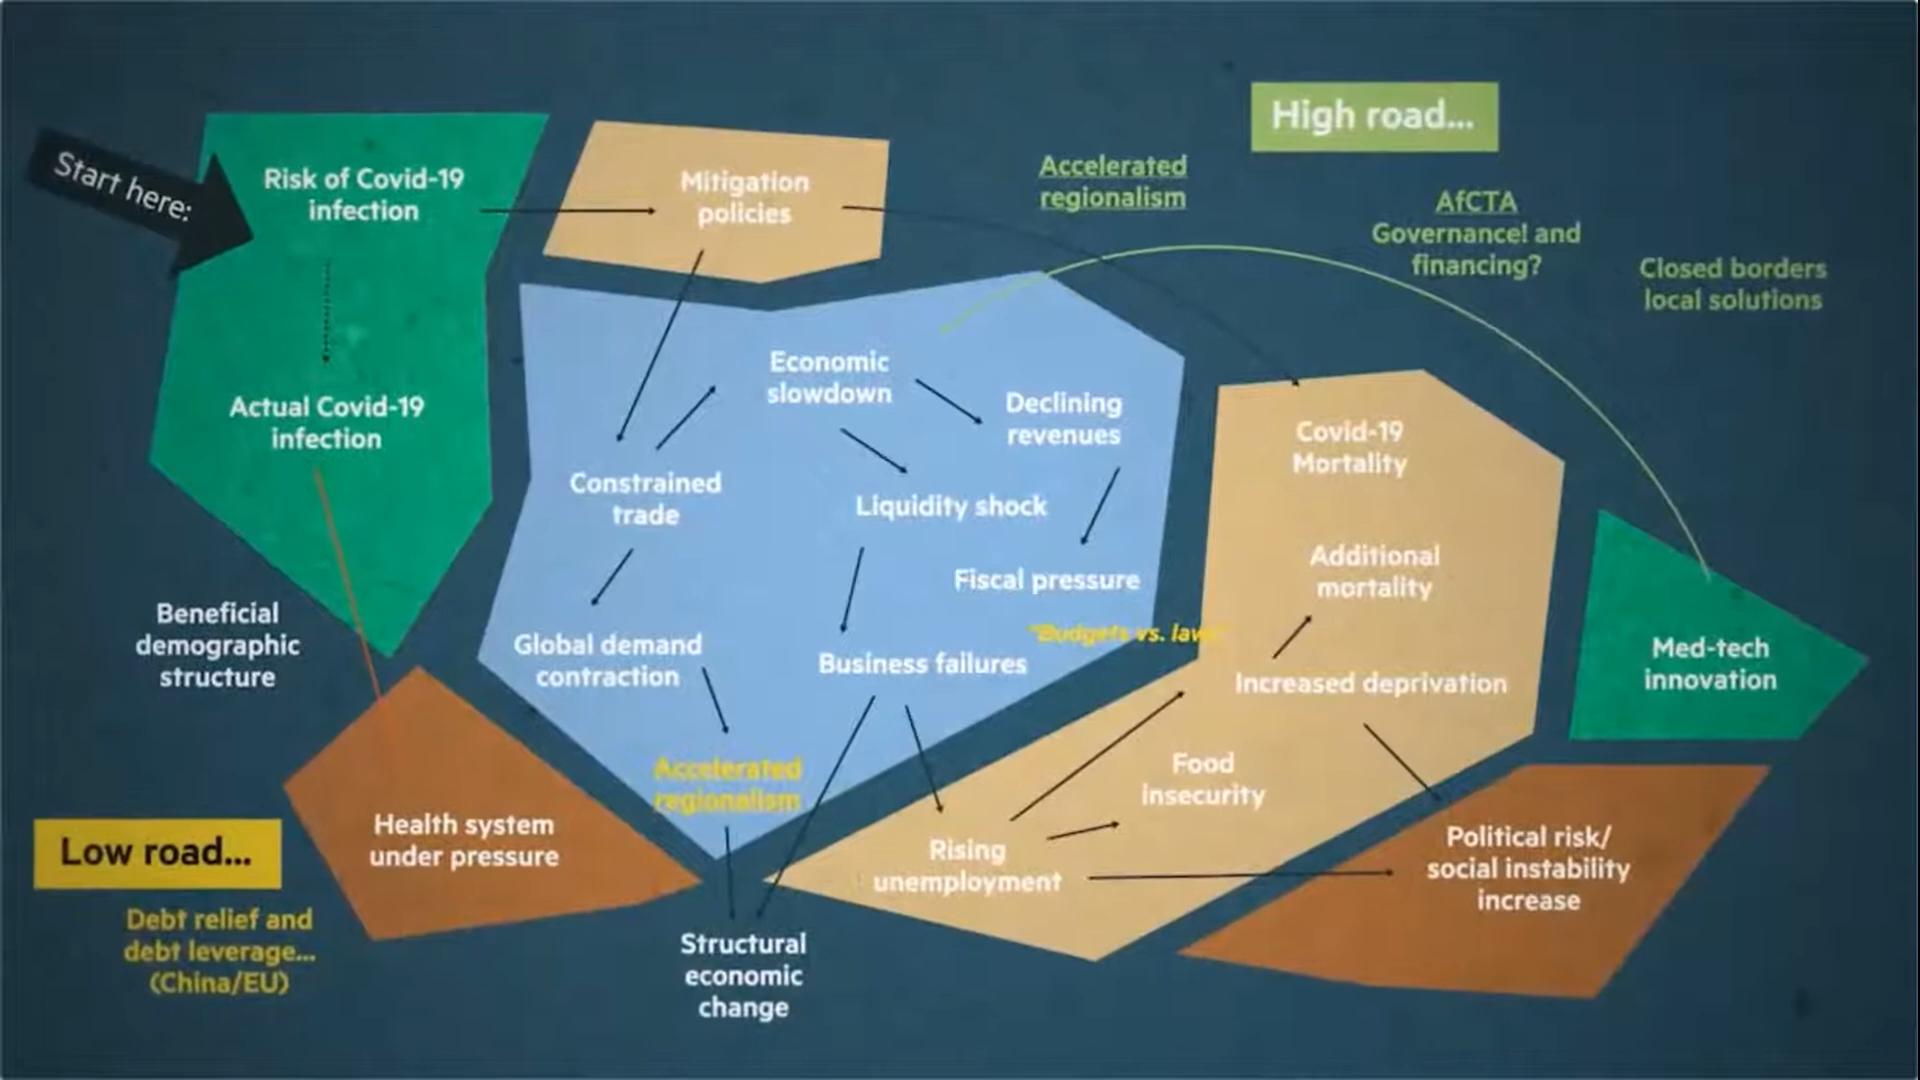 High road...
Start here:
Risk of Covid-19
infection
Mitigation
policies
Accelerated
regionalism
AfCTA
Governance! and
financing?
Closed borders
local solutions
Economic
slowdown
Declining
revenues
Actual Covid-19
infection
Covid-19
Mortality
Constrained
trade
Liquidity shock
Additional
mortality
Fiscal pressure
Beneficial
demographic
structure
"Budgets vs.
Global demand
contraction
Business failures
Increased deprivation
Med-tech
innovation
Accelerated
regionalism
Food
insecurity
Health system
under pressure
Low road...
Rising
unemployment
Political risk/
social instability
increase
Debt relief and
debt leverage...
(China/EU)
Structural
economic
change